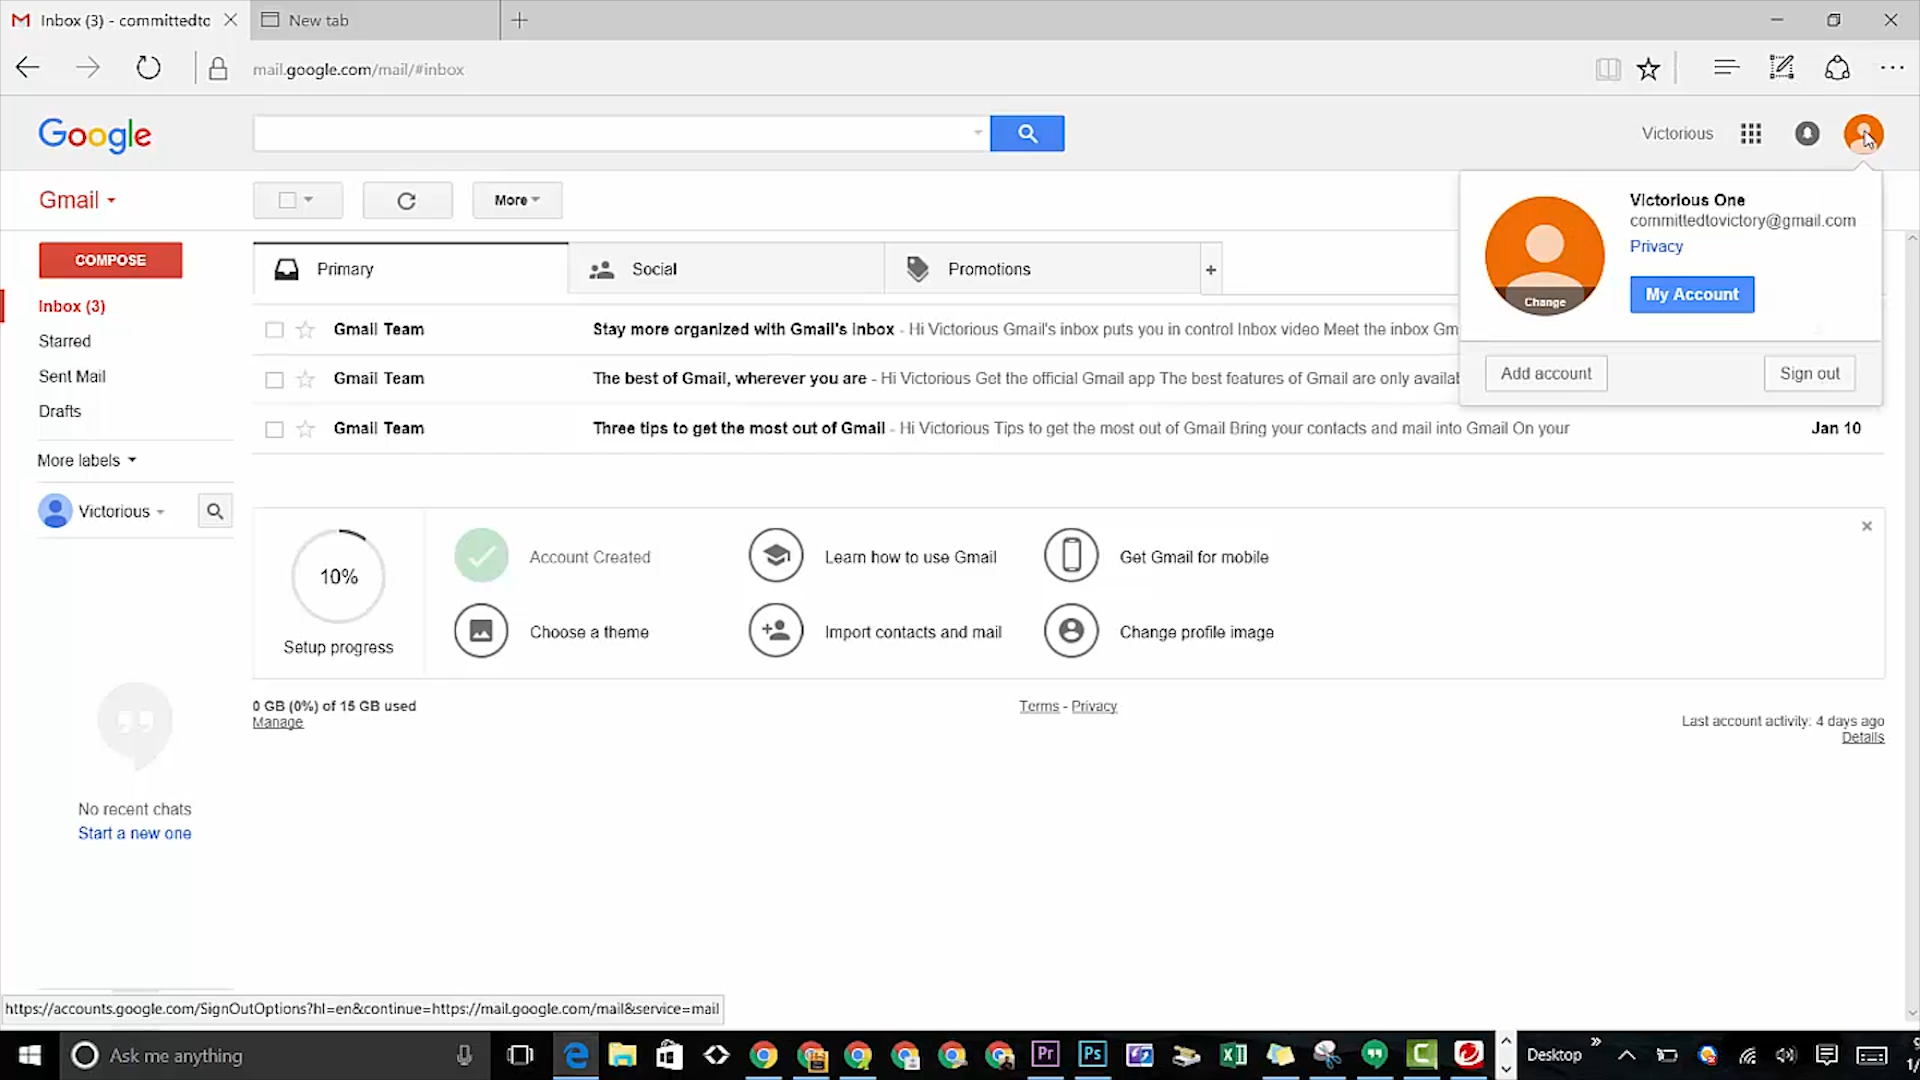 Inbox (3) - committedtc
New tab
mail.google.com/mail/#inbox
Google
Victorious
Gmail
More
Victorious One
committedtovictory@gmail.com
Privacy
Change
My Account
Add account
Sign out
COMPOSE
Inbox (3)
Starred
Sent Mail
Drafts
More labels
Victorious
Primary
Social
Promotions
Gmail Team Stay more organized with Gmail's Inbox - Hi Victorious Gmail's inbox puts you in control Inbox video Meet the inbox Gm
Gmail Team The best of Gmail, wherever you are - Hi Victorious Get the official Gmail app The best features of Gmail are only availa
Gmail Team Three tips to get the most out of Gmail - Hi Victorious Tips to get the most out of Gmail Bring your contacts and mail into Gmail On your Jan 10
10%
Setup progress
Account Created
Learn how to use Gmail
Get Gmail for mobile
Choose a theme
Import contacts and mail
Change profile image
0 GB (0%) of 15 GB used
Manage
Terms - Privacy
Last account activity: 4 days ago
Details
No recent chats
Start a new one
https://accounts.google.com/SignOutOptions?hl=en&continue=https://mail.google.com/mail&service=mail
Ask me anything
Pr
Ps
Desktop